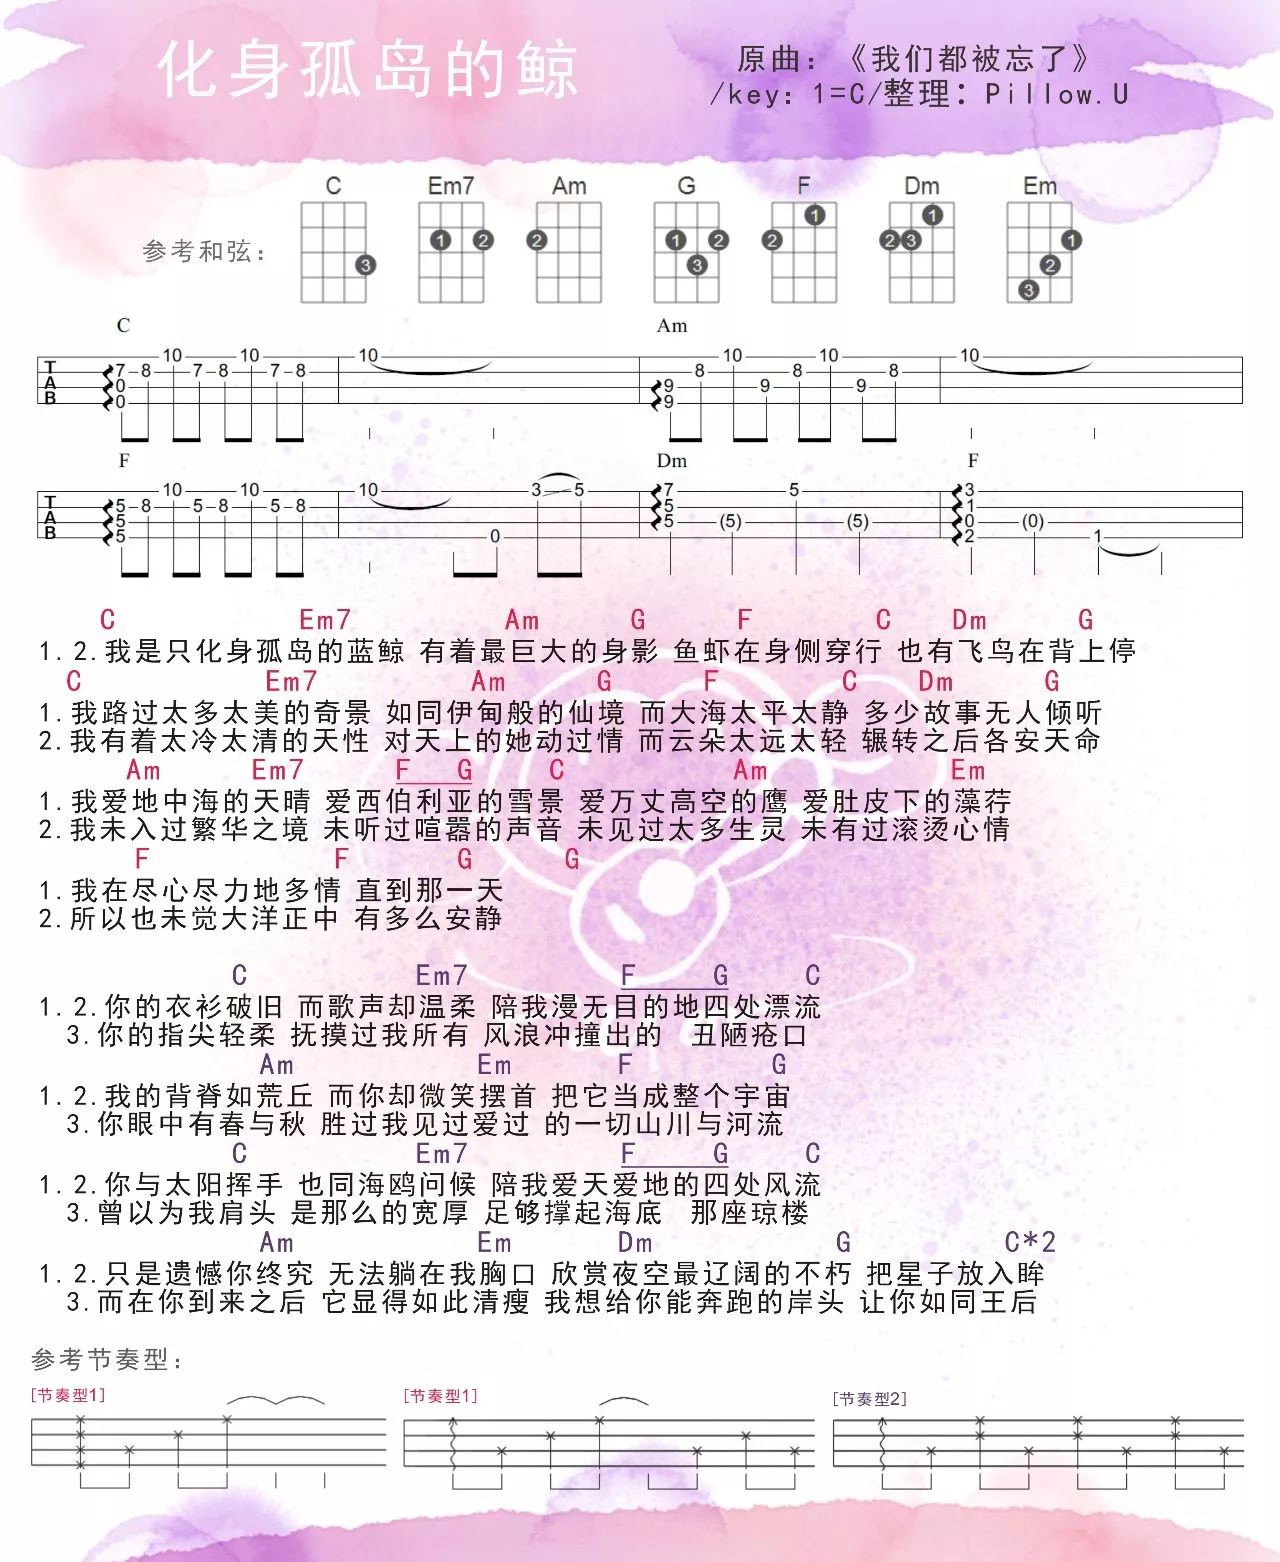 化身孤岛的鲸
原曲：《我们都被忘了》
/key: 1=C/整理：Pillow.U
参考和弦：
C Em7 Am G F Dm Em
3 1 2 2 1 2 3 1 2 2 1 3 1 2 3
C Am
T A B 7 0 0 8 10 7 8 10 7 8 10 9 9 8 10 9 8 10 9 8 10
F Dm F
T A B 5 5 5 8 10 5 8 10 5 8 10 0 3 5 7 5 5 (5) 5 (5) 3 1 0 2 (0) 1
C Em7 Am G F C Dm G
1.2.我是只化身孤岛的蓝鲸 有着最巨大的身影 鱼虾在身侧穿行 也有飞鸟在背上停
C Em7 Am G F C Dm G
1.我路过太多太美的奇景 如同伊甸般的仙境 而大海太平太静 多少故事无人倾听
2.我有着太冷太清的天性 对天上的她动过情 而云朵太远太轻 辗转之后各安天命
Am Em7 F G C Am Em
1.我爱地中海的天晴 爱西伯利亚的雪景 爱万丈高空的鹰 爱肚皮下的藻荇
2.我未入过繁华之境 未听过喧嚣的声音 未见过太多生灵 未有过滚烫心情
F F G G
1.我在尽心尽力地多情 直到那一天
2.所以也未觉大洋正中 有多么安静
C Em7 F G C
1.2.你的衣衫破旧 而歌声却温柔 陪我漫无目的地四处漂流
3.你的指尖轻柔 抚摸过我所有 风浪冲撞出的 丑陋疮口
Am Em F G
1.2.我的背脊如荒丘 而你却微笑摆首 把它当成整个宇宙
3.你眼中有春与秋 胜过我见过爱过 的一切山川与河流
C Em7 F G C
1.2.你与太阳挥手 也同海鸥问候 陪我爱天爱地的四处风流
3.曾以为我肩头 是那么的宽厚 足够撑起海底 那座琼楼
Am Em Dm G C*2
1.2.只是遗憾你终究 无法躺在我胸口 欣赏夜空最辽阔的不朽 把星子放入眸
3.而在你到来之后 它显得如此清瘦 我想给你能奔跑的岸头 让你如同王后
参考节奏型：
[节奏型1] [节奏型1] [节奏型2]